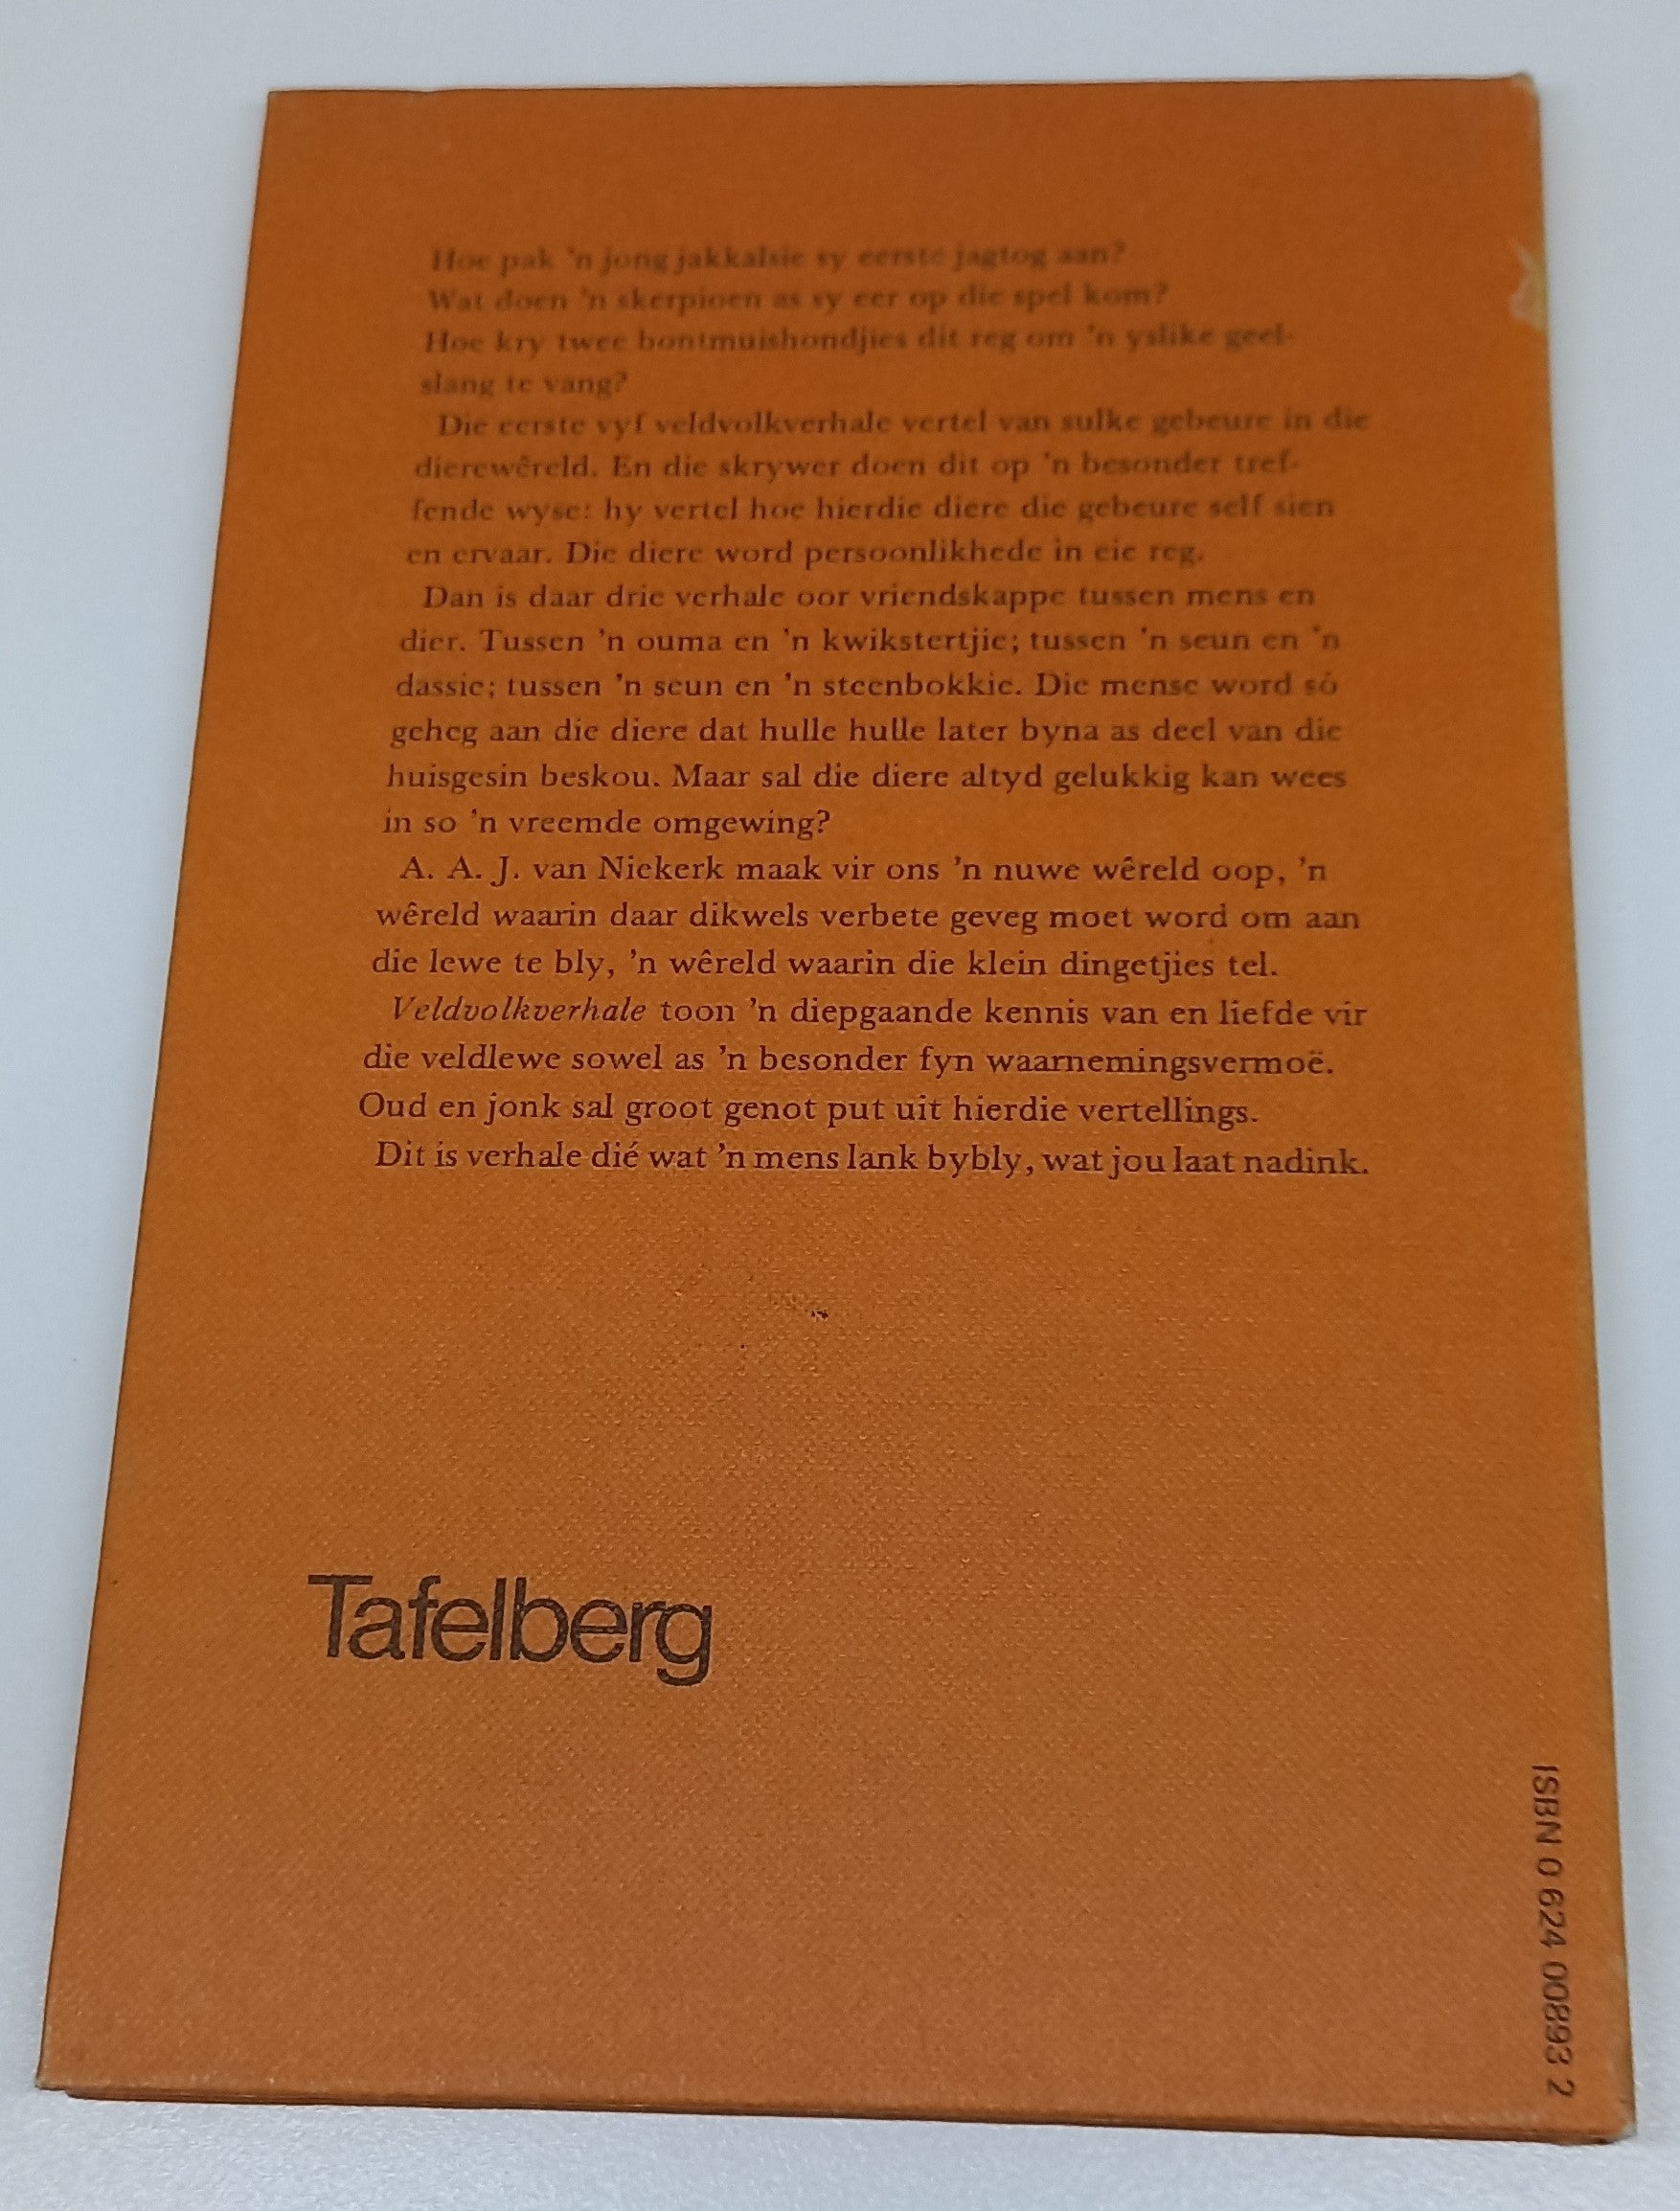 Hoe pak 'n jong jakkalsie sy eerste jagtog aan?
Wat doen 'n skerpioen as sy eer op die spel kom?
Hoe kry twee bontmuishondjies dit reg om 'n yslike geel-
slang te vang?
Die eerste vyf veldvolkverhale vertel van sulke gebeure in die
dierewêreld. En die skrywer doen dit op 'n besonder tref-
fende wyse: hy vertel hoe hierdie diere die gebeure self sien
en ervaar. Die diere word persoonlikhede in eie reg.
Dan is daar drie verhale oor vriendskappe tussen mens en
dier. Tussen 'n ouma en 'n kwikstertjie; tussen 'n seun en 'n
dassie; tussen 'n seun en 'n steenbokkie. Die mense word só
geheg aan die diere dat hulle hulle later byna as deel van die
huisgesin beskou. Maar sal die diere altyd gelukkig kan wees
in so 'n vreemde omgewing?
A. A. J. van Niekerk maak vir ons 'n nuwe wêreld oop, 'n
wêreld waarin daar dikwels verbete geveg moet word om aan
die lewe te bly, 'n wêreld waarin die klein dingetjies tel.
Veldvolkverhale toon 'n diepgaande kennis van en liefde vir
die veldlewe sowel as 'n besonder fyn waarnemingsvermoë.
Oud en jonk sal groot genot put uit hierdie vertellings.
Dit is verhale dié wat 'n mens lank bybly, wat jou laat nadink.
Tafelberg
ISBN 0 624 00893 2